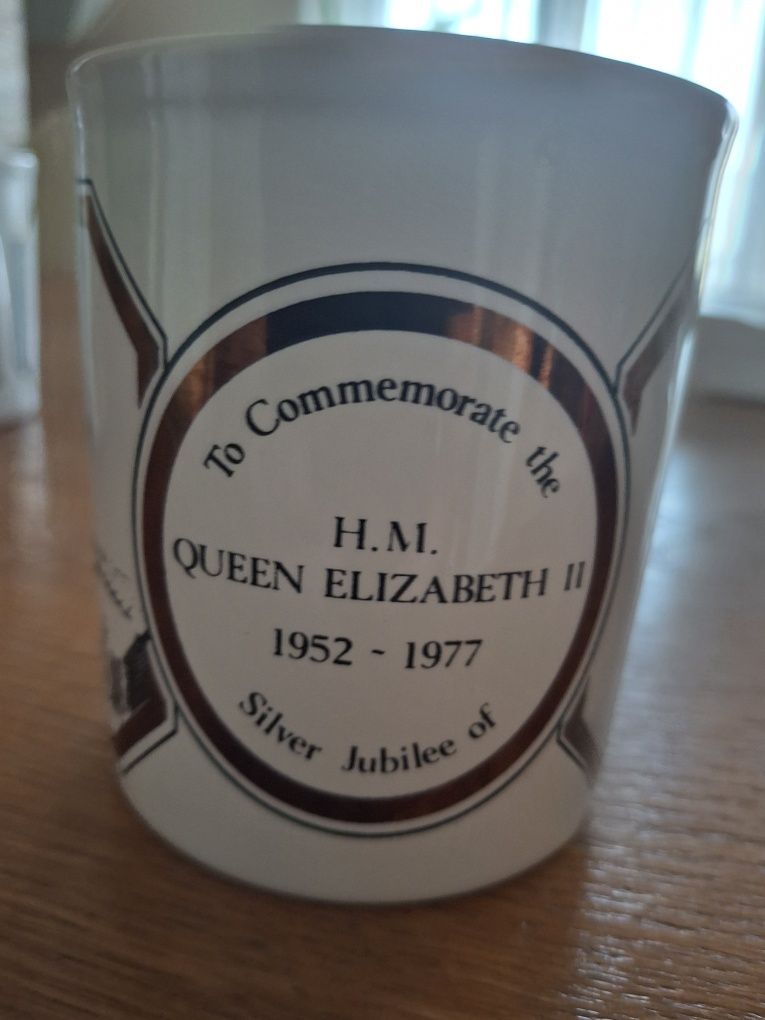 To Commemorate the
H.M.
QUEEN ELIZABETH II
1952 ~ 1977
Silver Jubilee of